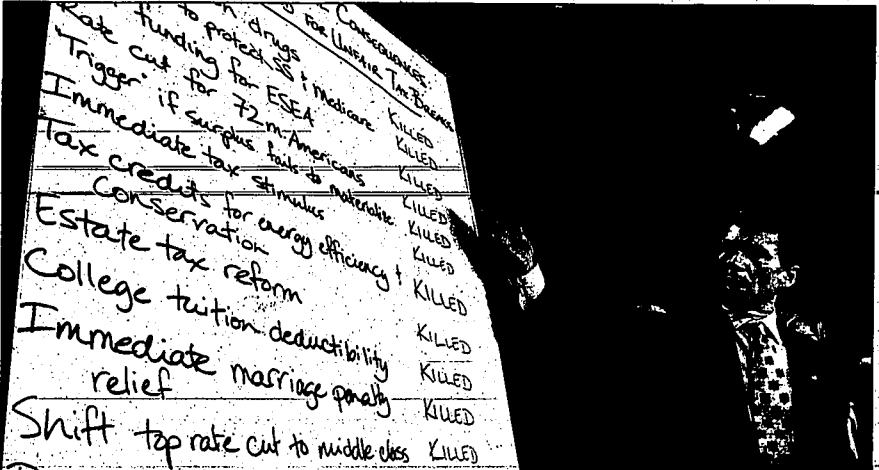 CONSEQUENCES
FOR UNFAIR TAX BREAKS
drugs KILLED
to protect SS & Medicare KILLED
funding for ESEA KILLED
Rate cut for 72 m. Americans KILLED
"Trigger" if surplus fails to materialize KILLED
Immediate tax stimulus KILLED
Tax credits for energy efficiency &
Conservation KILLED
Estate tax reform KILLED
College tuition deductibility KILLED
Immediate marriage penalty
relief KILLED
Shift top rate cut to middle class KILLED